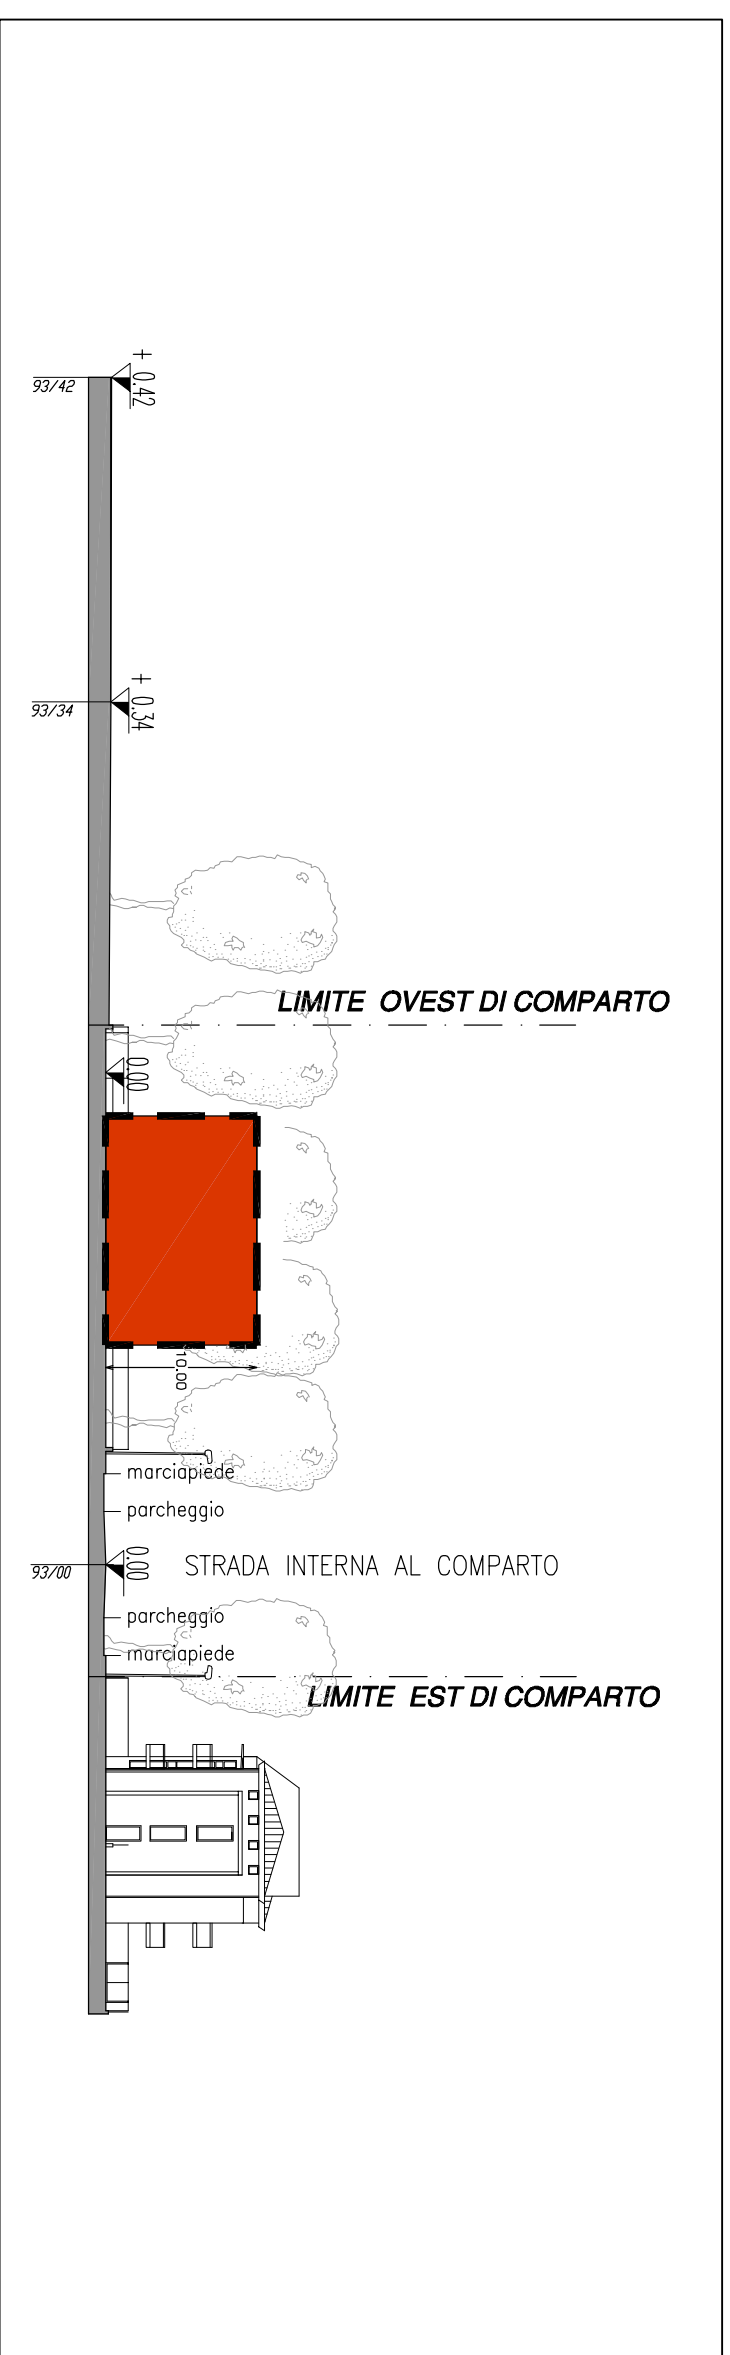 + 0.42
93/42
+ 0.34
93/34
LIMITE OVEST DI COMPARTO
0.00
10.00
marciapiede
parcheggio
0.00
93/00
STRADA INTERNA AL COMPARTO
parcheggio
marciapiede
LIMITE EST DI COMPARTO